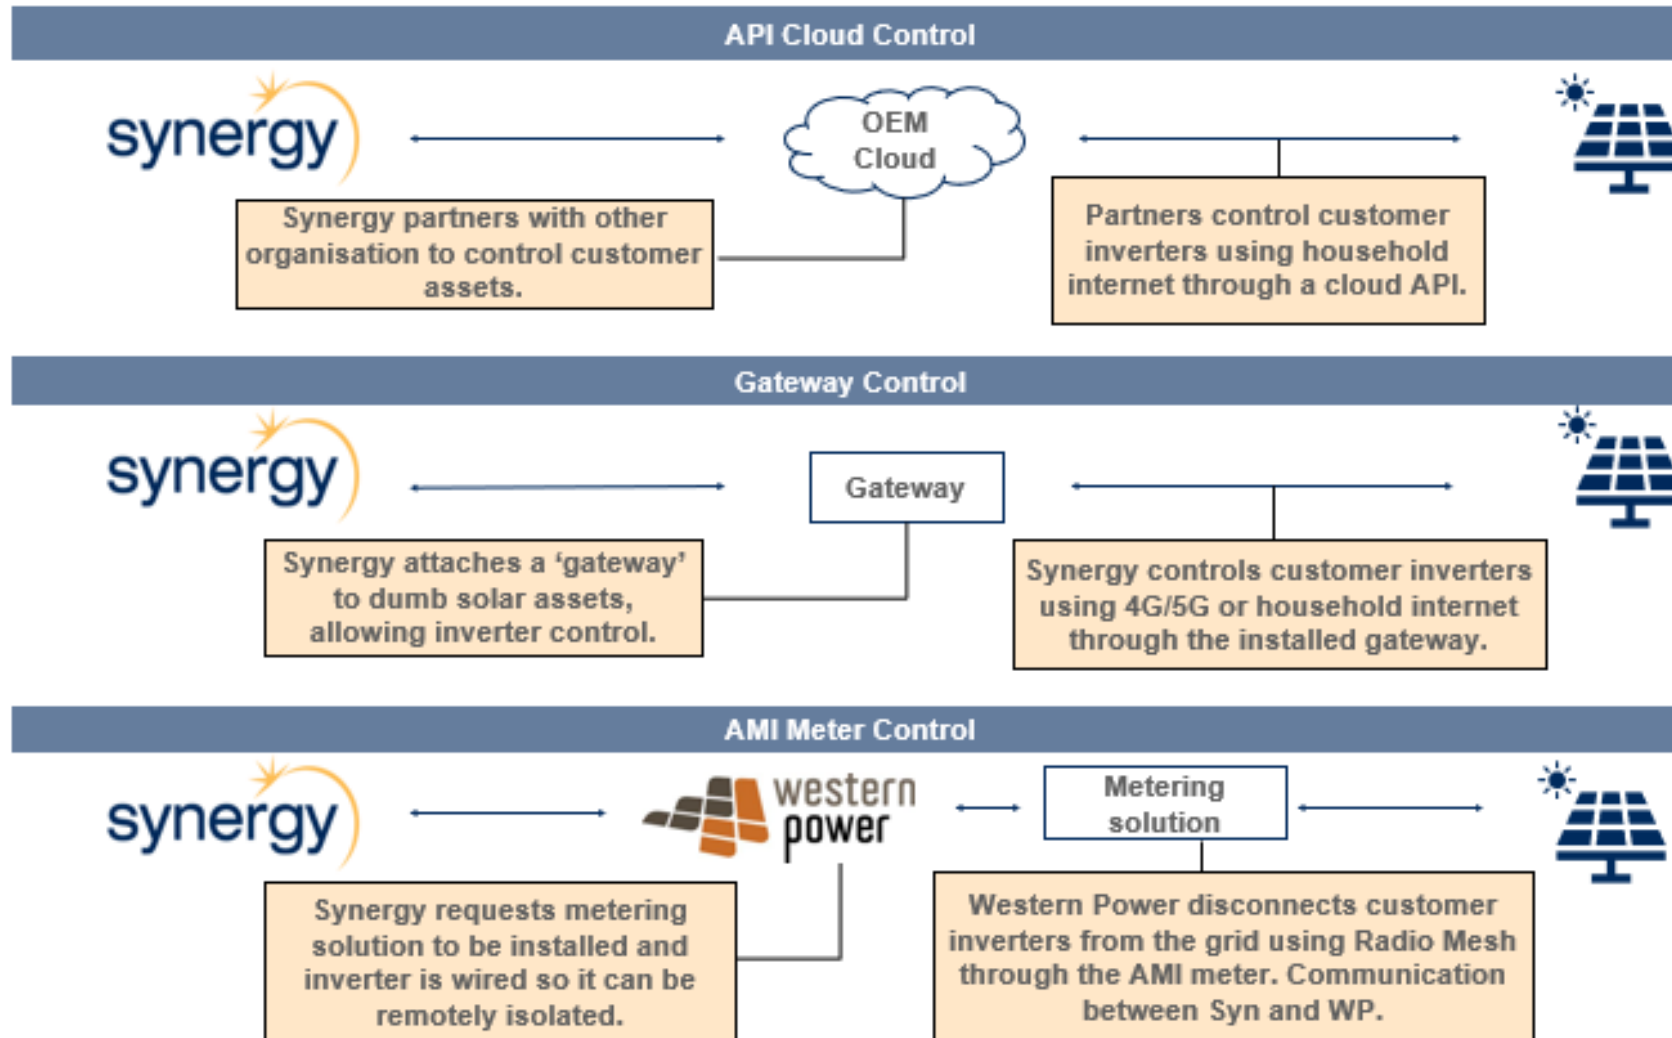 API Cloud Control
synergy
OEM
Cloud
Synergy partners with other
organisation to control customer
assets.
Partners control customer
inverters using household
internet through a cloud API.
Gateway Control
synergy
Gateway
Synergy attaches a ‘gateway’
to dumb solar assets,
allowing inverter control.
Synergy controls customer inverters
using 4G/5G or household internet
through the installed gateway.
AMI Meter Control
synergy
western
power
Metering
solution
Synergy requests metering
solution to be installed and
inverter is wired so it can be
remotely isolated.
Western Power disconnects customer
inverters from the grid using Radio Mesh
through the AMI meter. Communication
between Syn and WP.